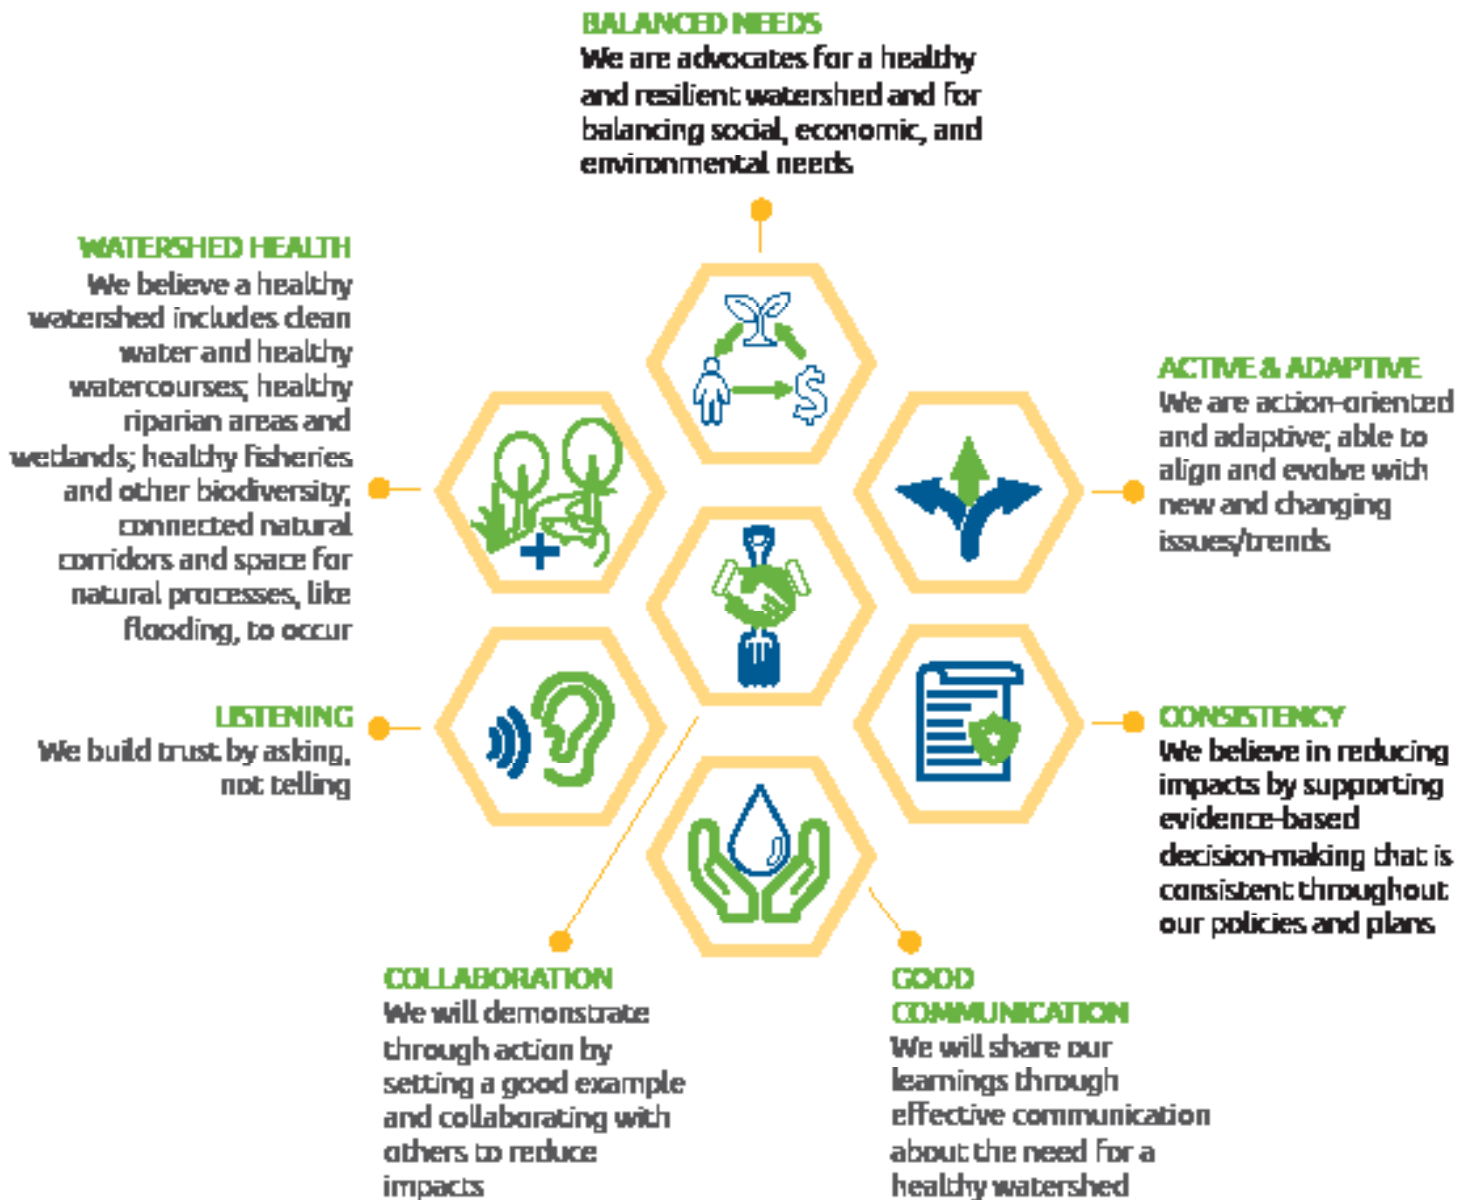 BALANCED NEEDS
We are advocates for a healthy
and resilient watershed and for
balancing social, economic, and
environmental needs
WATERSHED HEALTH
We believe a healthy
watershed includes clean
water and healthy
watercourses; healthy
riparian areas and
wetlands; healthy fisheries
and other biodiversity;
connected natural
corridors and space for
natural processes, like
flooding, to occur
ACTIVE & ADAPTIVE
We are action-oriented
and adaptive; able to
align and evolve with
new and changing
issues/trends
LISTENING
We build trust by asking,
not telling
CONSISTENCY
We believe in reducing
impacts by supporting
evidence-based
decision-making that is
consistent throughout
our policies and plans
COLLABORATION
We will demonstrate
through action by
setting a good example
and collaborating with
others to reduce
impacts
GOOD
COMMUNICATION
We will share our
learnings through
effective communication
about the need for a
healthy watershed
$